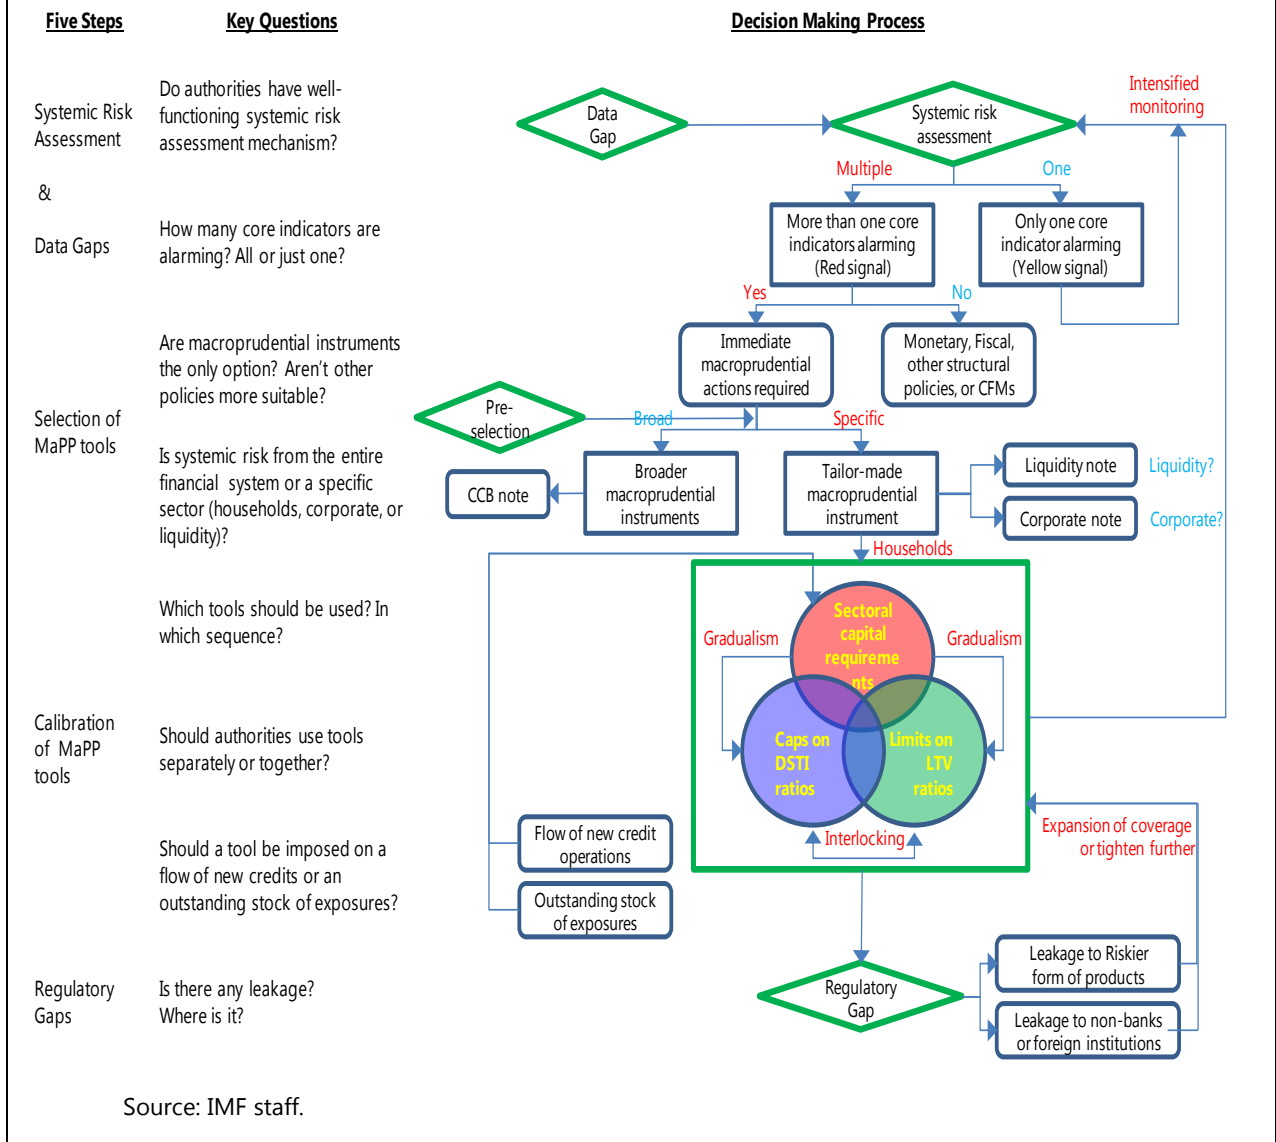 Five Steps
Key Questions
Decision Making Process
Systemic Risk
Assessment
&
Data Gaps
Selection of
MaPP tools
Calibration
of MaPP
tools
Regulatory
Gaps
Do authorities have well-
functioning systemic risk
assessment mechanism?
How many core indicators are
alarming? All or just one?
Are macroprudential instruments
the only option? Aren't other
policies more suitable?
Is systemic risk from the entire
financial system or a specific
sector (households, corporate, or
liquidity)?
Which tools should be used? In
which sequence?
Should authorities use tools
separately or together?
Should a tool be imposed on a
flow of new credits or an
outstanding stock of exposures?
Is there any leakage?
Where is it?
Data
Gap
Systemic risk
assessment
Intensified
monitoring
Multiple
One
More than one core
indicators alarming
(Red signal)
Only one core
indicator alarming
(Yellow signal)
Yes
No
Immediate
macroprudential
actions required
Monetary, Fiscal,
other structural
policies, or CFMs
Pre-
selection
Broad
Specific
CCB note
Broader
macroprudential
instruments
Tailor-made
macroprudential
instrument
Liquidity note
Liquidity?
Corporate note
Corporate?
Households
Sectoral
capital
requireme
nts
Gradualism
Gradualism
Caps on
DSTI
ratios
Limits on
LTV
ratios
Interlocking
Flow of new credit
operations
Outstanding stock
of exposures
Expansion of coverage
or tighten further
Regulatory
Gap
Leakage to Riskier
form of products
Leakage to non-banks
or foreign institutions
Source: IMF staff.